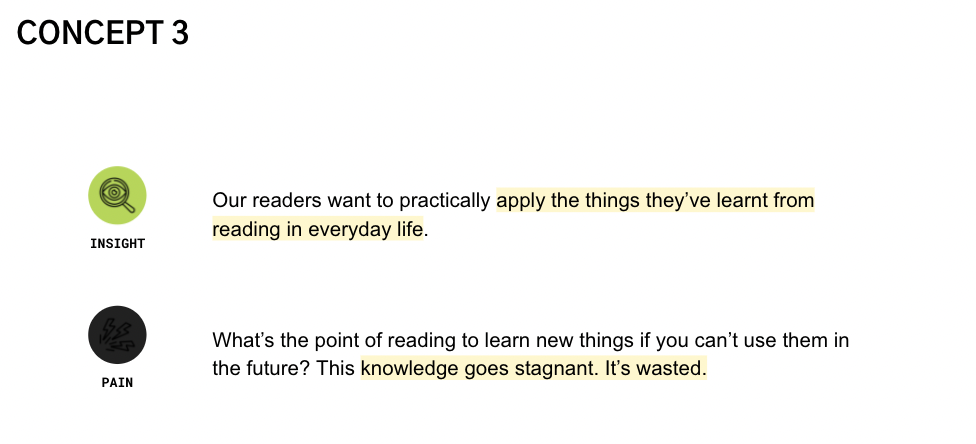 CONCEPT 3
Our readers want to practically apply the things they’ve learnt from
reading in everyday life.
INSIGHT
What’s the point of reading to learn new things if you can’t use them in
the future? This knowledge goes stagnant. It’s wasted.
PAIN